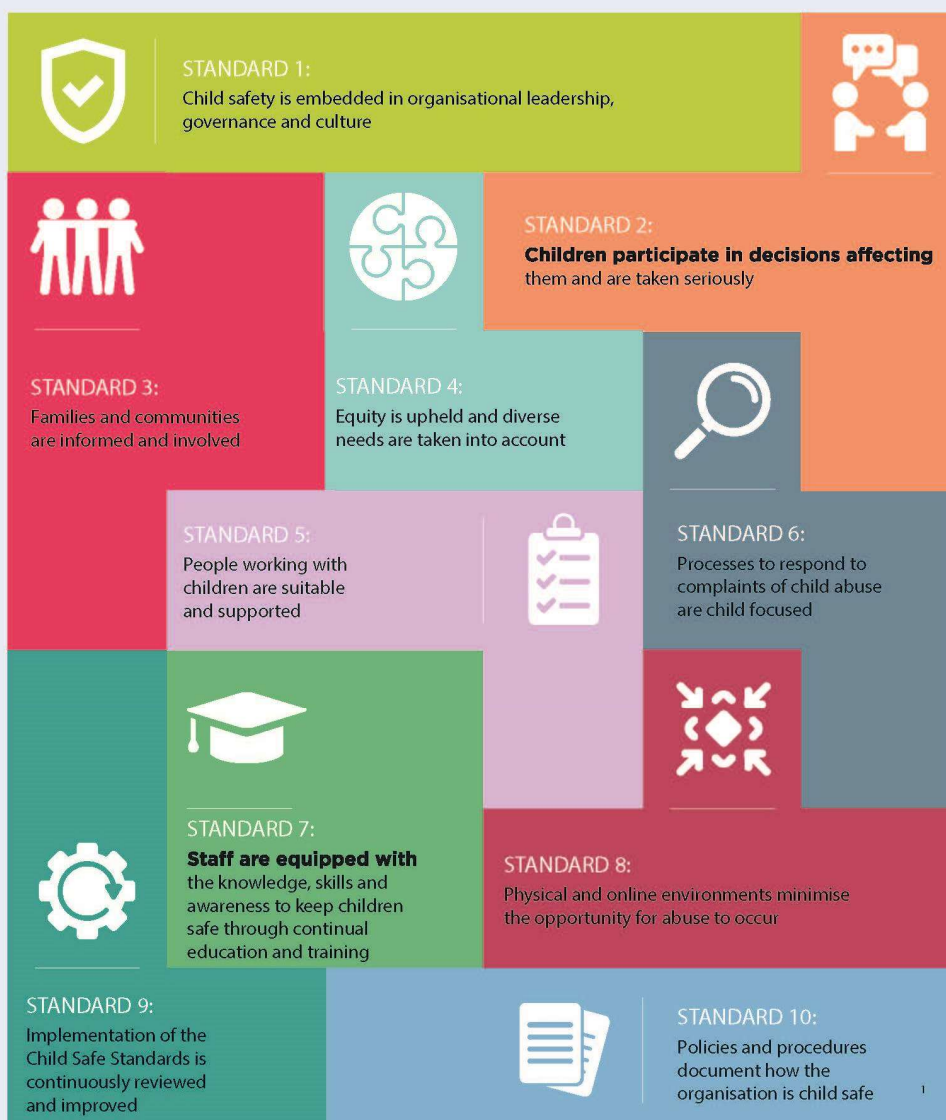 STANDARD 1:
Child safety is embedded in organisational leadership,
governance and culture
STANDARD 2:
Children participate in decisions affecting
them and are taken seriously
STANDARD 3:
Families and communities
are informed and involved
STANDARD 4:
Equity is upheld and diverse
needs are taken into account
STANDARD 5:
People working with
children are suitable
and supported
STANDARD 6:
Processes to respond to
complaints of child abuse
are child focused
STANDARD 7:
Staff are equipped with
the knowledge, skills and
awareness to keep children
safe through continual
education and training
STANDARD 8:
Physical and online environments minimise
the opportunity for abuse to occur
STANDARD 9:
Implementation of the
Child Safe Standards is
continuously reviewed
and improved
STANDARD 10:
Policies and procedures
document how the
organisation is child safe
1